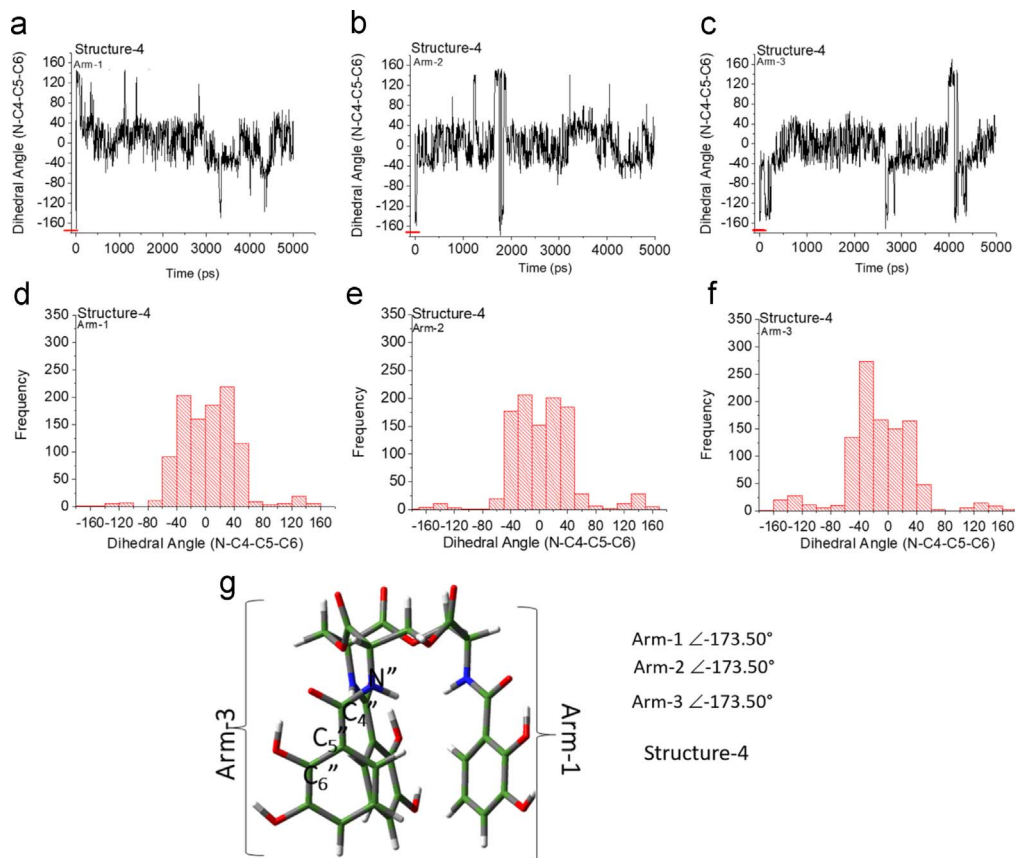 a
Structure-4
Arm-1
Dihedral Angle (N-C4-C5-C6)
160
120
80
40
0
-40
-80
-120
-160
0 1000 2000 3000 4000 5000
Time (ps)
b
Structure-4
Arm-2
Dihedral Angle (N-C4-C5-C6)
160
120
80
40
0
-40
-80
-120
-160
0 1000 2000 3000 4000 5000
Time (ps)
c
Structure-4
Arm-3
Dihedral Angle (N-C4-C5-C6)
160
120
80
40
0
-40
-80
-120
-160
0 1000 2000 3000 4000 5000
Time (ps)
d
Structure-4
Arm-1
Frequency
350
300
250
200
150
100
50
0
-160 -120 -80 -40 0 40 80 120 160
Dihedral Angle (N-C4-C5-C6)
e
Structure-4
Arm-2
Frequency
350
300
250
200
150
100
50
0
-160 -120 -80 -40 0 40 80 120 160
Dihedral Angle (N-C4-C5-C6)
f
Structure-4
Arm-3
Frequency
350
300
250
200
150
100
50
0
-160 -120 -80 -40 0 40 80 120 160
Dihedral Angle (N-C4-C5-C6)
g
Arm-3
N”
C4”
C5”
C6”
Arm-1
Arm-1 ∠-173.50°
Arm-2 ∠-173.50°
Arm-3 ∠-173.50°
Structure-4